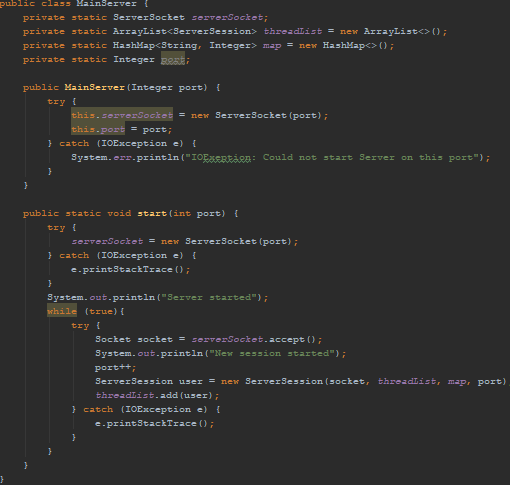 public class MainServer {
private static ServerSocket serverSocket;
private static ArrayList<ServerSession> threadList = new ArrayList<>();
private static HashMap<String, Integer> map = new HashMap<>();
private static Integer port;
public MainServer(Integer port) {
try {
this.serverSocket = new ServerSocket(port);
this.port = port;
} catch (IOException e) {
System.err.println("IOExeption: Could not start Server on this port");
}
}
public static void start(int port) {
try {
serverSocket = new ServerSocket(port);
} catch (IOException e) {
e.printStackTrace();
}
System.out.println("Server started");
while (true){
try {
Socket socket = serverSocket.accept();
System.out.println("New session started");
port++;
ServerSession user = new ServerSession(socket, threadList, map, port)
threadList.add(user);
} catch (IOException e) {
e.printStackTrace();
}
}
}
}